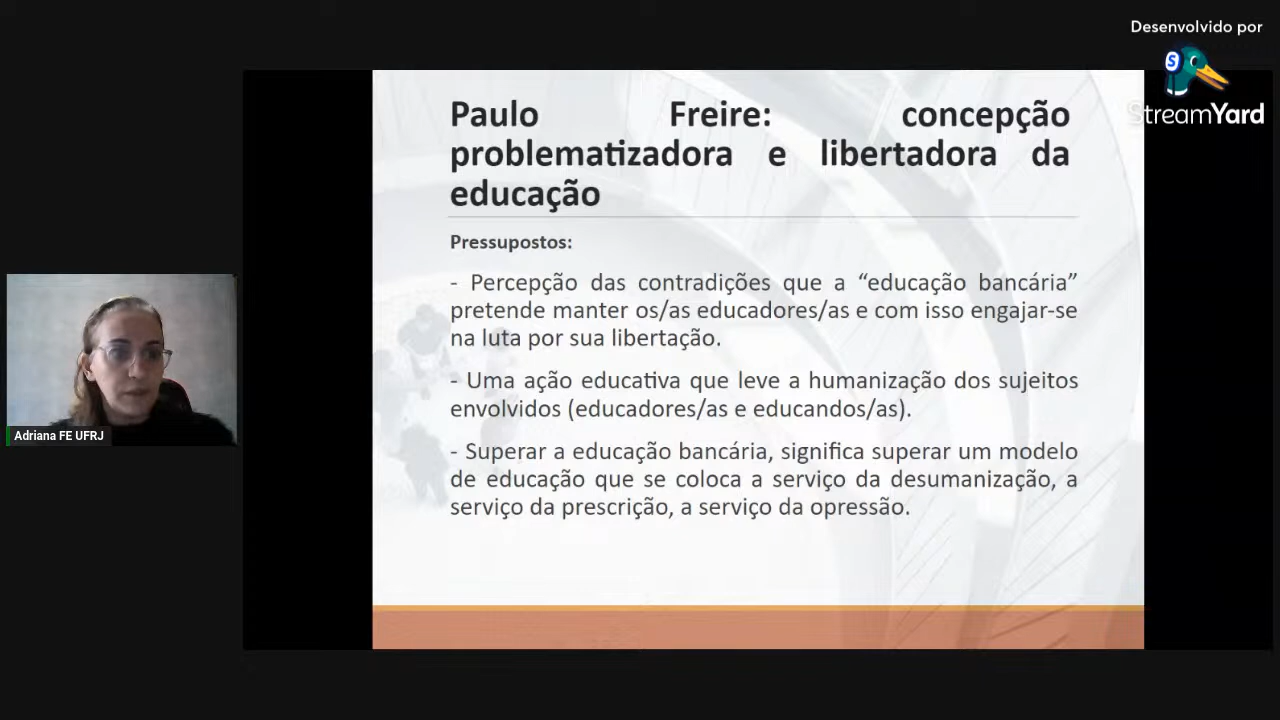 Desenvolvido por
StreamYard
Paulo Freire: concepção
problematizadora e libertadora da
educação
Pressupostos:
- Percepção das contradições que a “educação bancária”
pretende manter os/as educadores/as e com isso engajar-se
na luta por sua libertação.
- Uma ação educativa que leve a humanização dos sujeitos
envolvidos (educadores/as e educandos/as).
- Superar a educação bancária, significa superar um modelo
de educação que se coloca a serviço da desumanização, a
serviço da prescrição, a serviço da opressão.
Adriana FE UFRJ